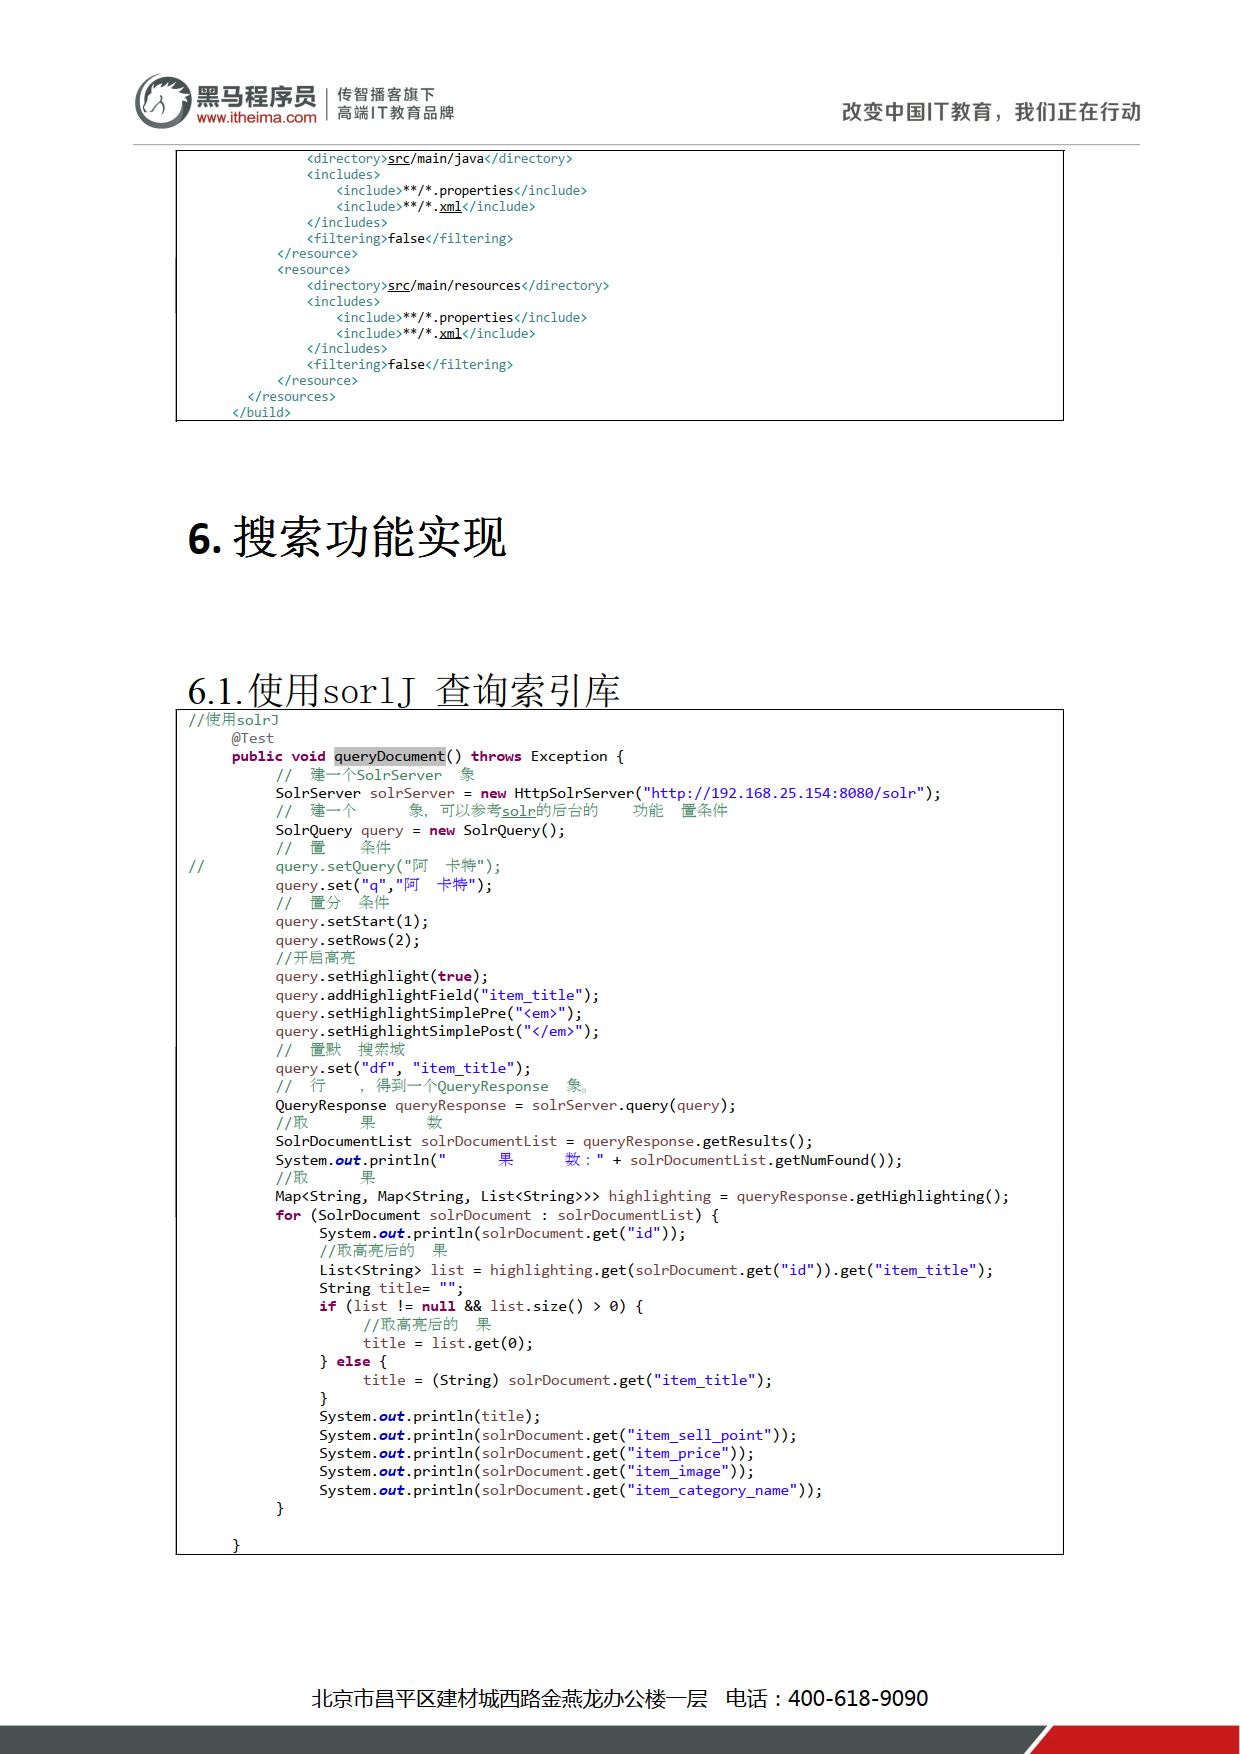 黑马程序员
www.itheima.com
传智播客旗下
高端IT教育品牌
改变中国IT教育，我们正在行动
<directory>src/main/java</directory>
<includes>
<include>**/*.properties</include>
<include>**/*.xml</include>
</includes>
<filtering>false</filtering>
</resource>
<resource>
<directory>src/main/resources</directory>
<includes>
<include>**/*.properties</include>
<include>**/*.xml</include>
</includes>
<filtering>false</filtering>
</resource>
</resources>
</build>
6. 搜索功能实现
6.1. 使用sorlJ 查询索引库
//使用solrJ
@Test
public void queryDocument() throws Exception {
// 建一个SolrServer 象
SolrServer solrServer = new HttpSolrServer("http://192.168.25.154:8080/solr");
// 建一个 象，可以参考solr的后台的 功能 置条件
SolrQuery query = new SolrQuery();
// 置 条件
// query.setQuery("阿 卡特");
query.set("q","阿 卡特");
// 置分 条件
query.setStart(1);
query.setRows(2);
//开启高亮
query.setHighlight(true);
query.addHighlightField("item_title");
query.setHighlightSimplePre("<em>");
query.setHighlightSimplePost("</em>");
// 置默 搜索域
query.set("df", "item_title");
// 行 ，得到一个QueryResponse 象。
QueryResponse queryResponse = solrServer.query(query);
//取 果 数
SolrDocumentList solrDocumentList = queryResponse.getResults();
System.out.println(" 果 数：" + solrDocumentList.getNumFound());
//取 果
Map<String, Map<String, List<String>>> highlighting = queryResponse.getHighlighting();
for (SolrDocument solrDocument : solrDocumentList) {
System.out.println(solrDocument.get("id"));
//取高亮后的 果
List<String> list = highlighting.get(solrDocument.get("id")).get("item_title");
String title= "";
if (list != null && list.size() > 0) {
//取高亮后的 果
title = list.get(0);
} else {
title = (String) solrDocument.get("item_title");
}
System.out.println(title);
System.out.println(solrDocument.get("item_sell_point"));
System.out.println(solrDocument.get("item_price"));
System.out.println(solrDocument.get("item_image"));
System.out.println(solrDocument.get("item_category_name"));
}
}
北京市昌平区建材城西路金燕龙办公楼一层 电话：400-618-9090